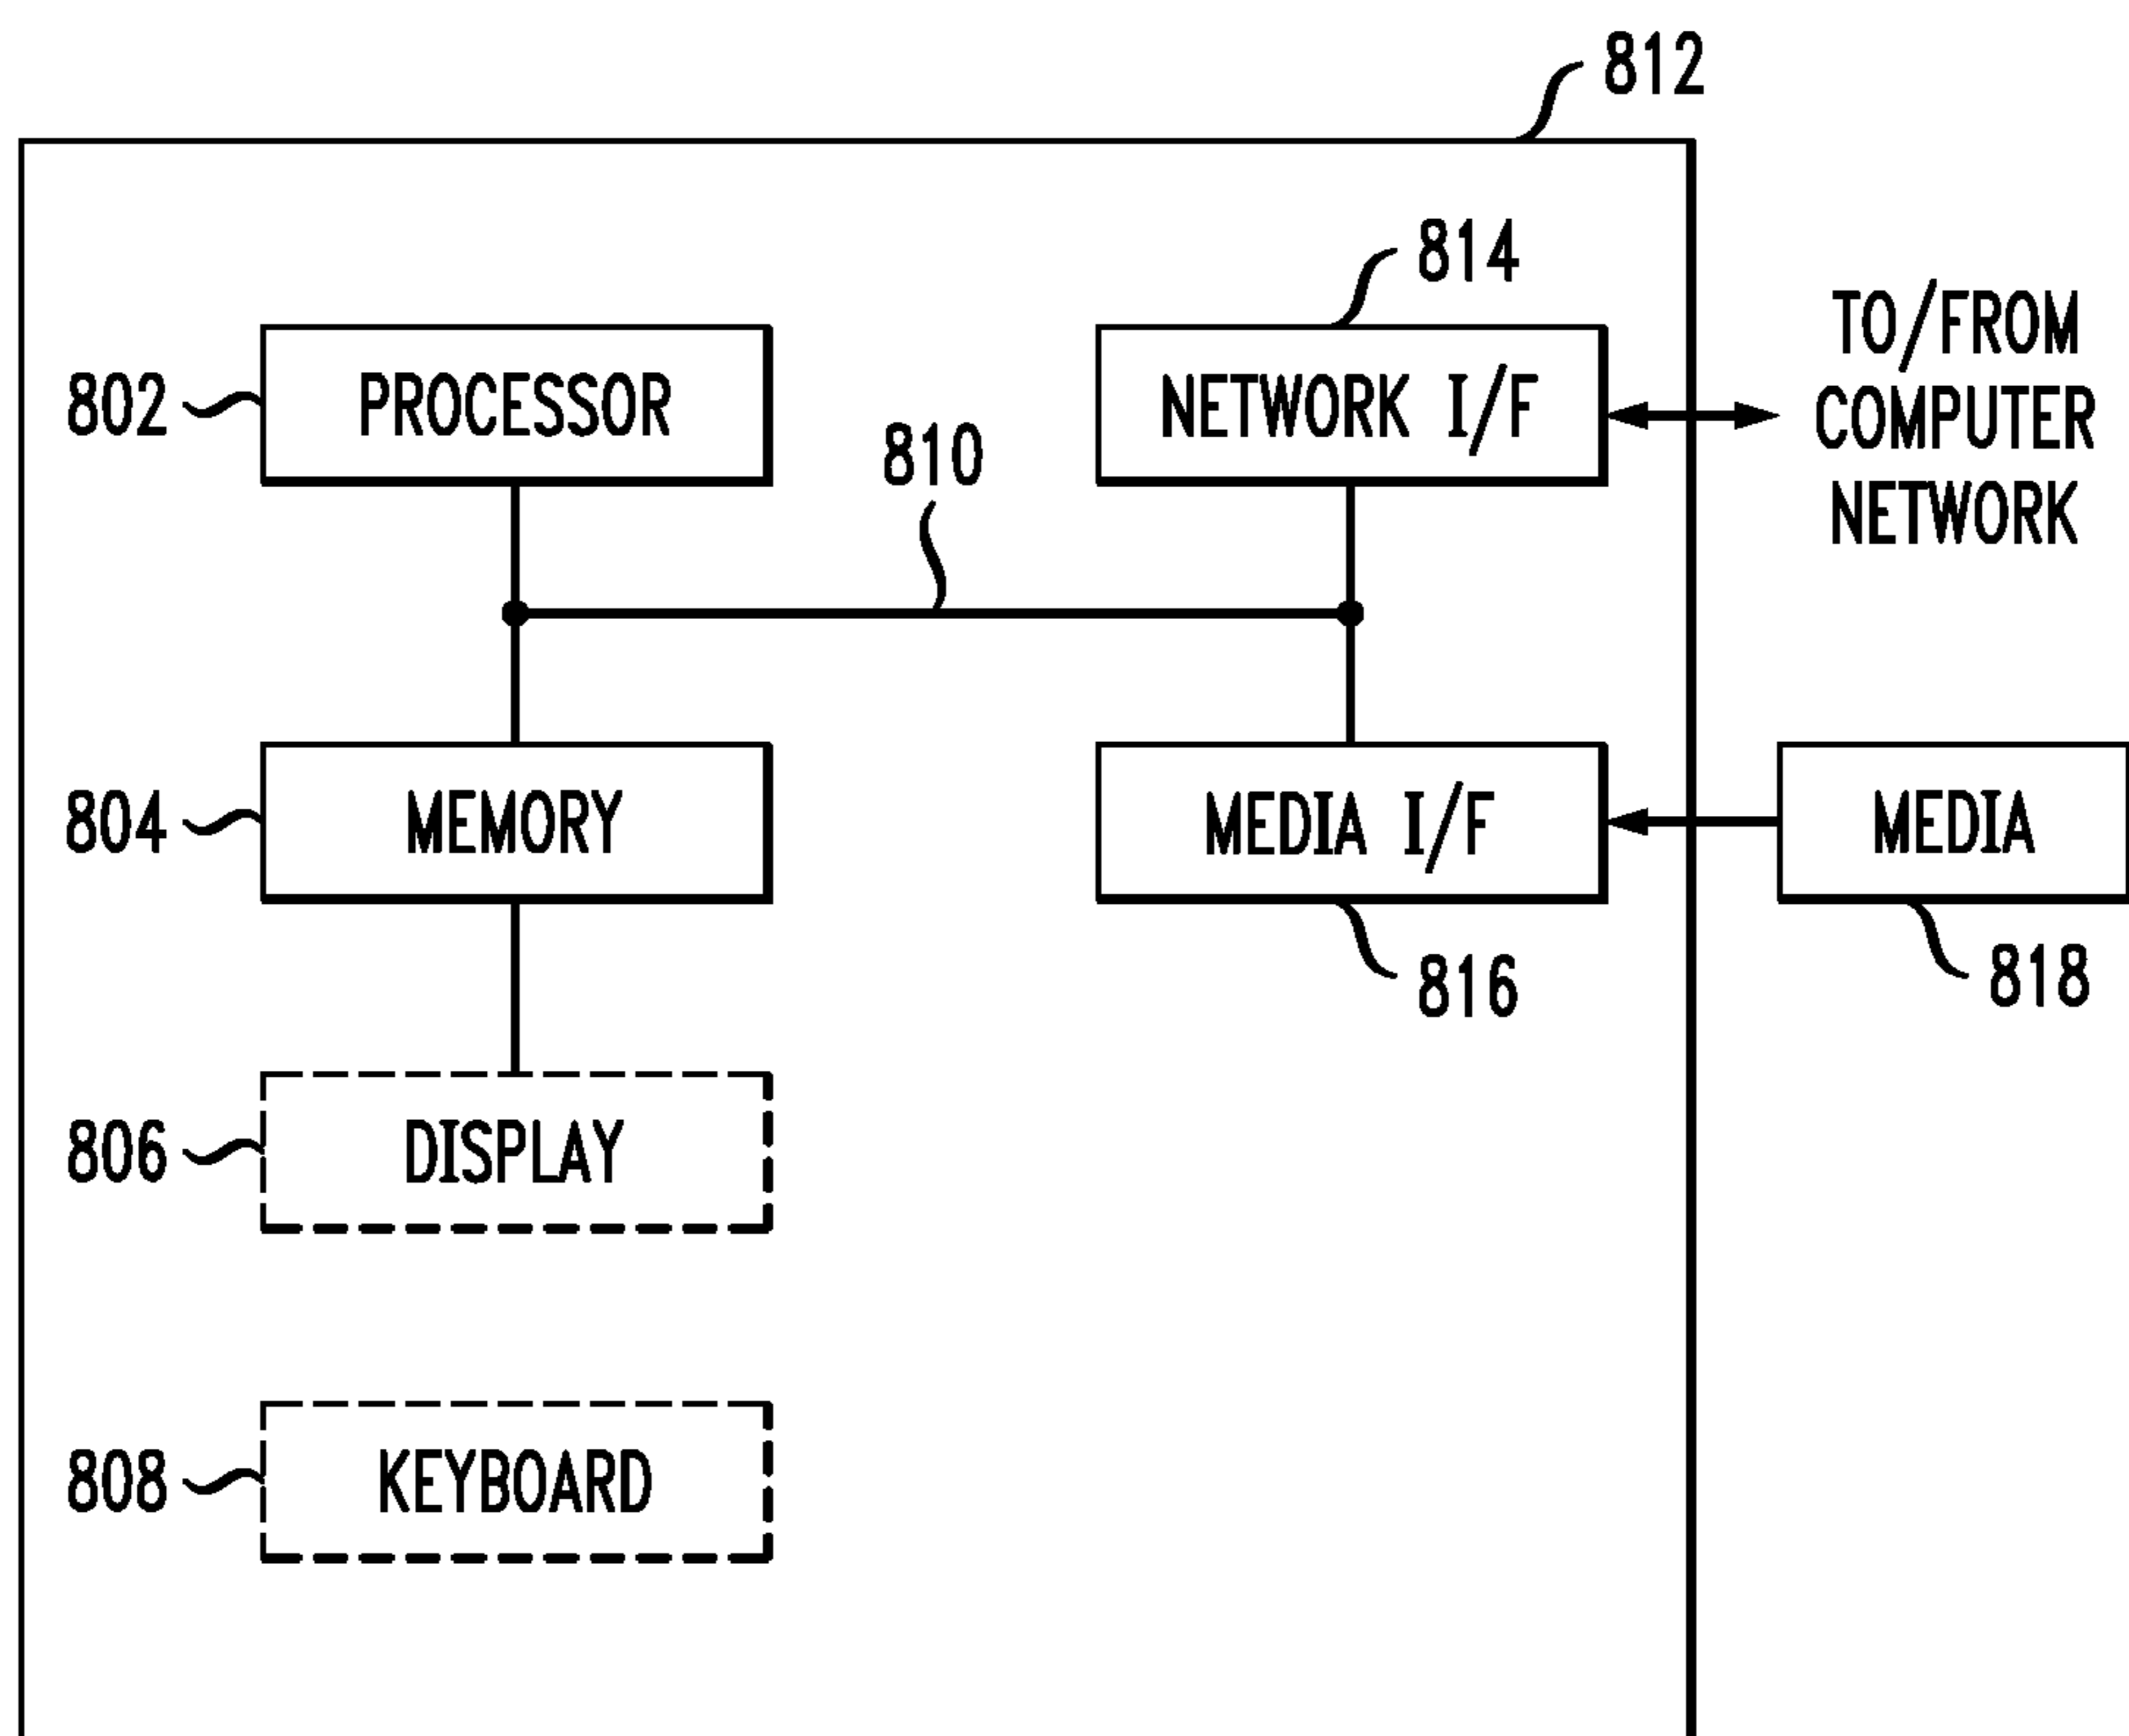 812
814
802
PROCESSOR
NETWORK I/F
TO/FROM
COMPUTER
NETWORK
810
804
MEMORY
MEDIA I/F
MEDIA
816
818
806
DISPLAY
808
KEYBOARD